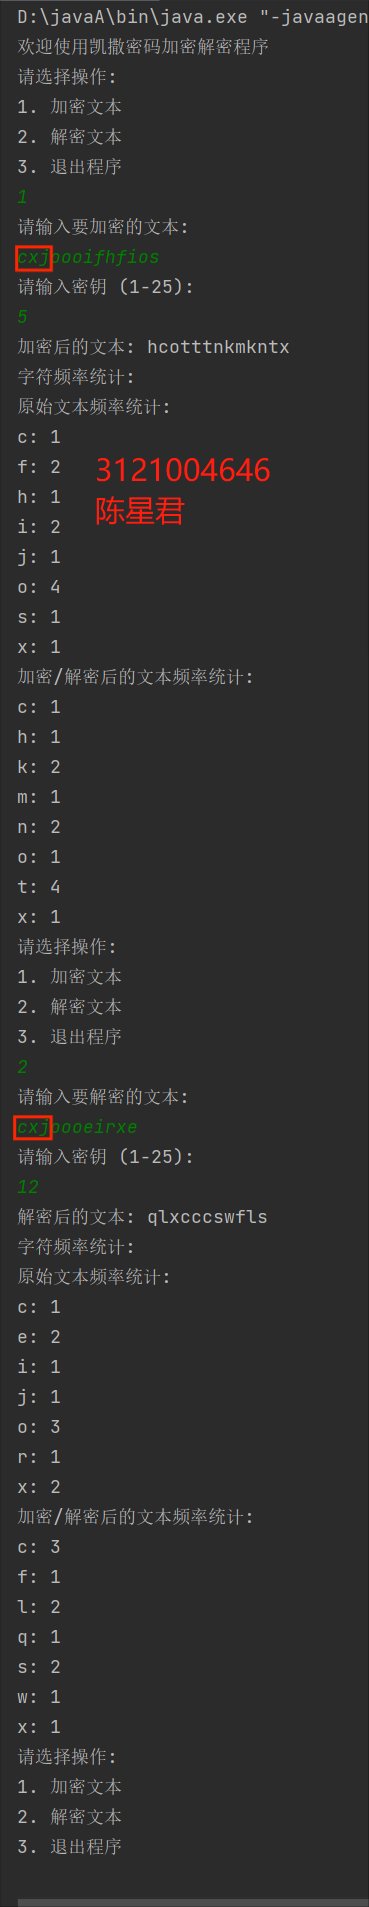 D:\javaA\bin\java.exe "-javaagen
欢迎使用凯撒密码加密解密程序
请选择操作:
1. 加密文本
2. 解密文本
3. 退出程序
1
请输入要加密的文本:
cxjoooifhfios
请输入密钥 (1-25):
5
加密后的文本: hcotttnkmkntx
字符频率统计:
原始文本频率统计:
c: 1
f: 2
3121004646
h: 1
陈星君
i: 2
j: 1
o: 4
s: 1
x: 1
加密/解密后的文本频率统计:
c: 1
h: 1
k: 2
m: 1
n: 2
o: 1
t: 4
x: 1
请选择操作:
1. 加密文本
2. 解密文本
3. 退出程序
2
请输入要解密的文本:
cxjoooeirxe
请输入密钥 (1-25):
12
解密后的文本: qlxcccswfls
字符频率统计:
原始文本频率统计:
c: 1
e: 2
i: 1
j: 1
o: 3
r: 1
x: 2
加密/解密后的文本频率统计:
c: 3
f: 1
l: 2
q: 1
s: 2
w: 1
x: 1
请选择操作:
1. 加密文本
2. 解密文本
3. 退出程序